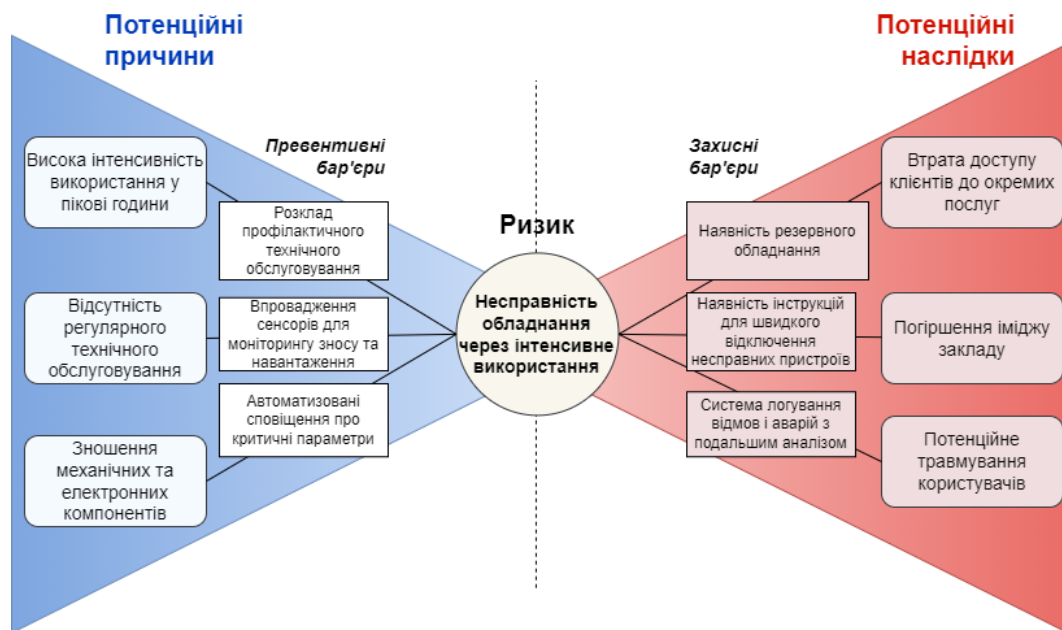 Потенційні
причини
Потенційні
наслідки
Превентивні
бар'єри
Захисні
бар'єри
Висока інтенсивність
використання у
пікові години
Відсутність
регулярного
технічного
обслуговування
Зношення
механічних та
електронних
компонентів
Розклад
профілактичного
технічного
обслуговування
Впровадження
сенсорів для
моніторингу зносу та
навантаження
Автоматизовані
сповіщення про
критичні параметри
Ризик
Несправність
обладнання
через інтенсивне
використання
Наявність резервного
обладнання
Наявність інструкцій
для швидкого
відключення
несправних пристроїв
Система логування
відмов і аварій з
подальшим аналізом
Втрата доступу
клієнтів до окремих
послуг
Погіршення іміджу
закладу
Потенційне
травмування
користувачів